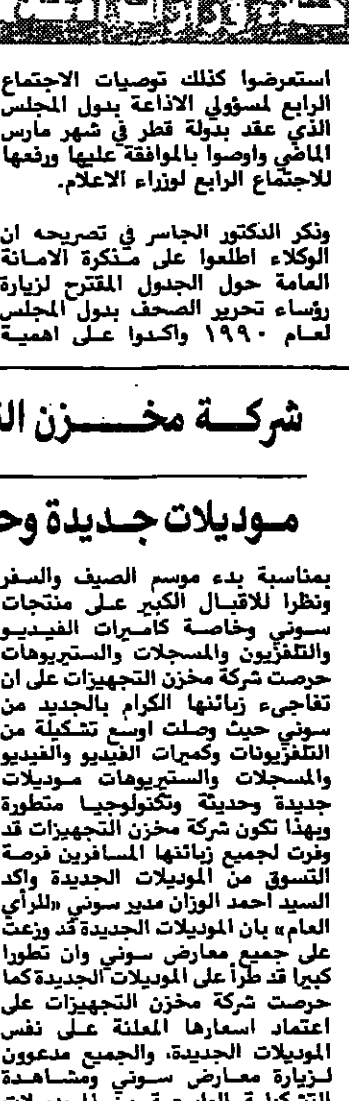 استعرضوا كذلك توصيات الاجتماع
الرابع لمسؤولي الاذاعة بدول المجلس
الذي عقد بدولة قطر في شهر مارس
الماضي واوصوا بالموافقة عليها ورفعها
للاجتماع الرابع لوزراء الاعلام.
وذكر الدكتور الجاسر في تصريحه ان
الوكلاء اطلعوا على مذكرة الامانة
العامة حول الجدول المقترح لزيارة
رؤساء تحرير الصحف بدول المجلس
لعام ١٩٩٠ واكدوا على اهمية
شركة مخزن
موديلات جديدة
بمناسبة بدء موسم الصيف والسفر
ونظرا للاقبال الكبير على منتجات
سوني وخاصة كاميرات الفيديو
والتلفزيون والمسجلات والستيريوهات
حرصت شركة مخزن التجهيزات على ان
تفاجىء زبائنها الكرام بالجديد من
سوني حيث وصلت اوسع تشكيلة من
التلفزيونات وكميرات الفيديو والفيديو
والمسجلات والستيريوهات موديلات
جديدة وحديثة وتكنولوجيا متطورة
وبهذا تكون شركة مخزن التجهيزات قد
وفرت لجميع زبائنها المسافرين فرصة
التسوق من الموديلات الجديدة واكد
السيد احمد الوزان مدير سوني «للرأي
العام» بان الموديلات الجديدة قد وزعت
على جميع معارض سوني وان تطورا
كبيرا قد طرأ على الموديلات الجديدة كما
حرصت شركة مخزن التجهيزات على
اعتماد اسعارها المعلنة على نفس
الموديلات الجديدة، والجميع مدعوون
لزيارة معارض سوني ومشاهدة